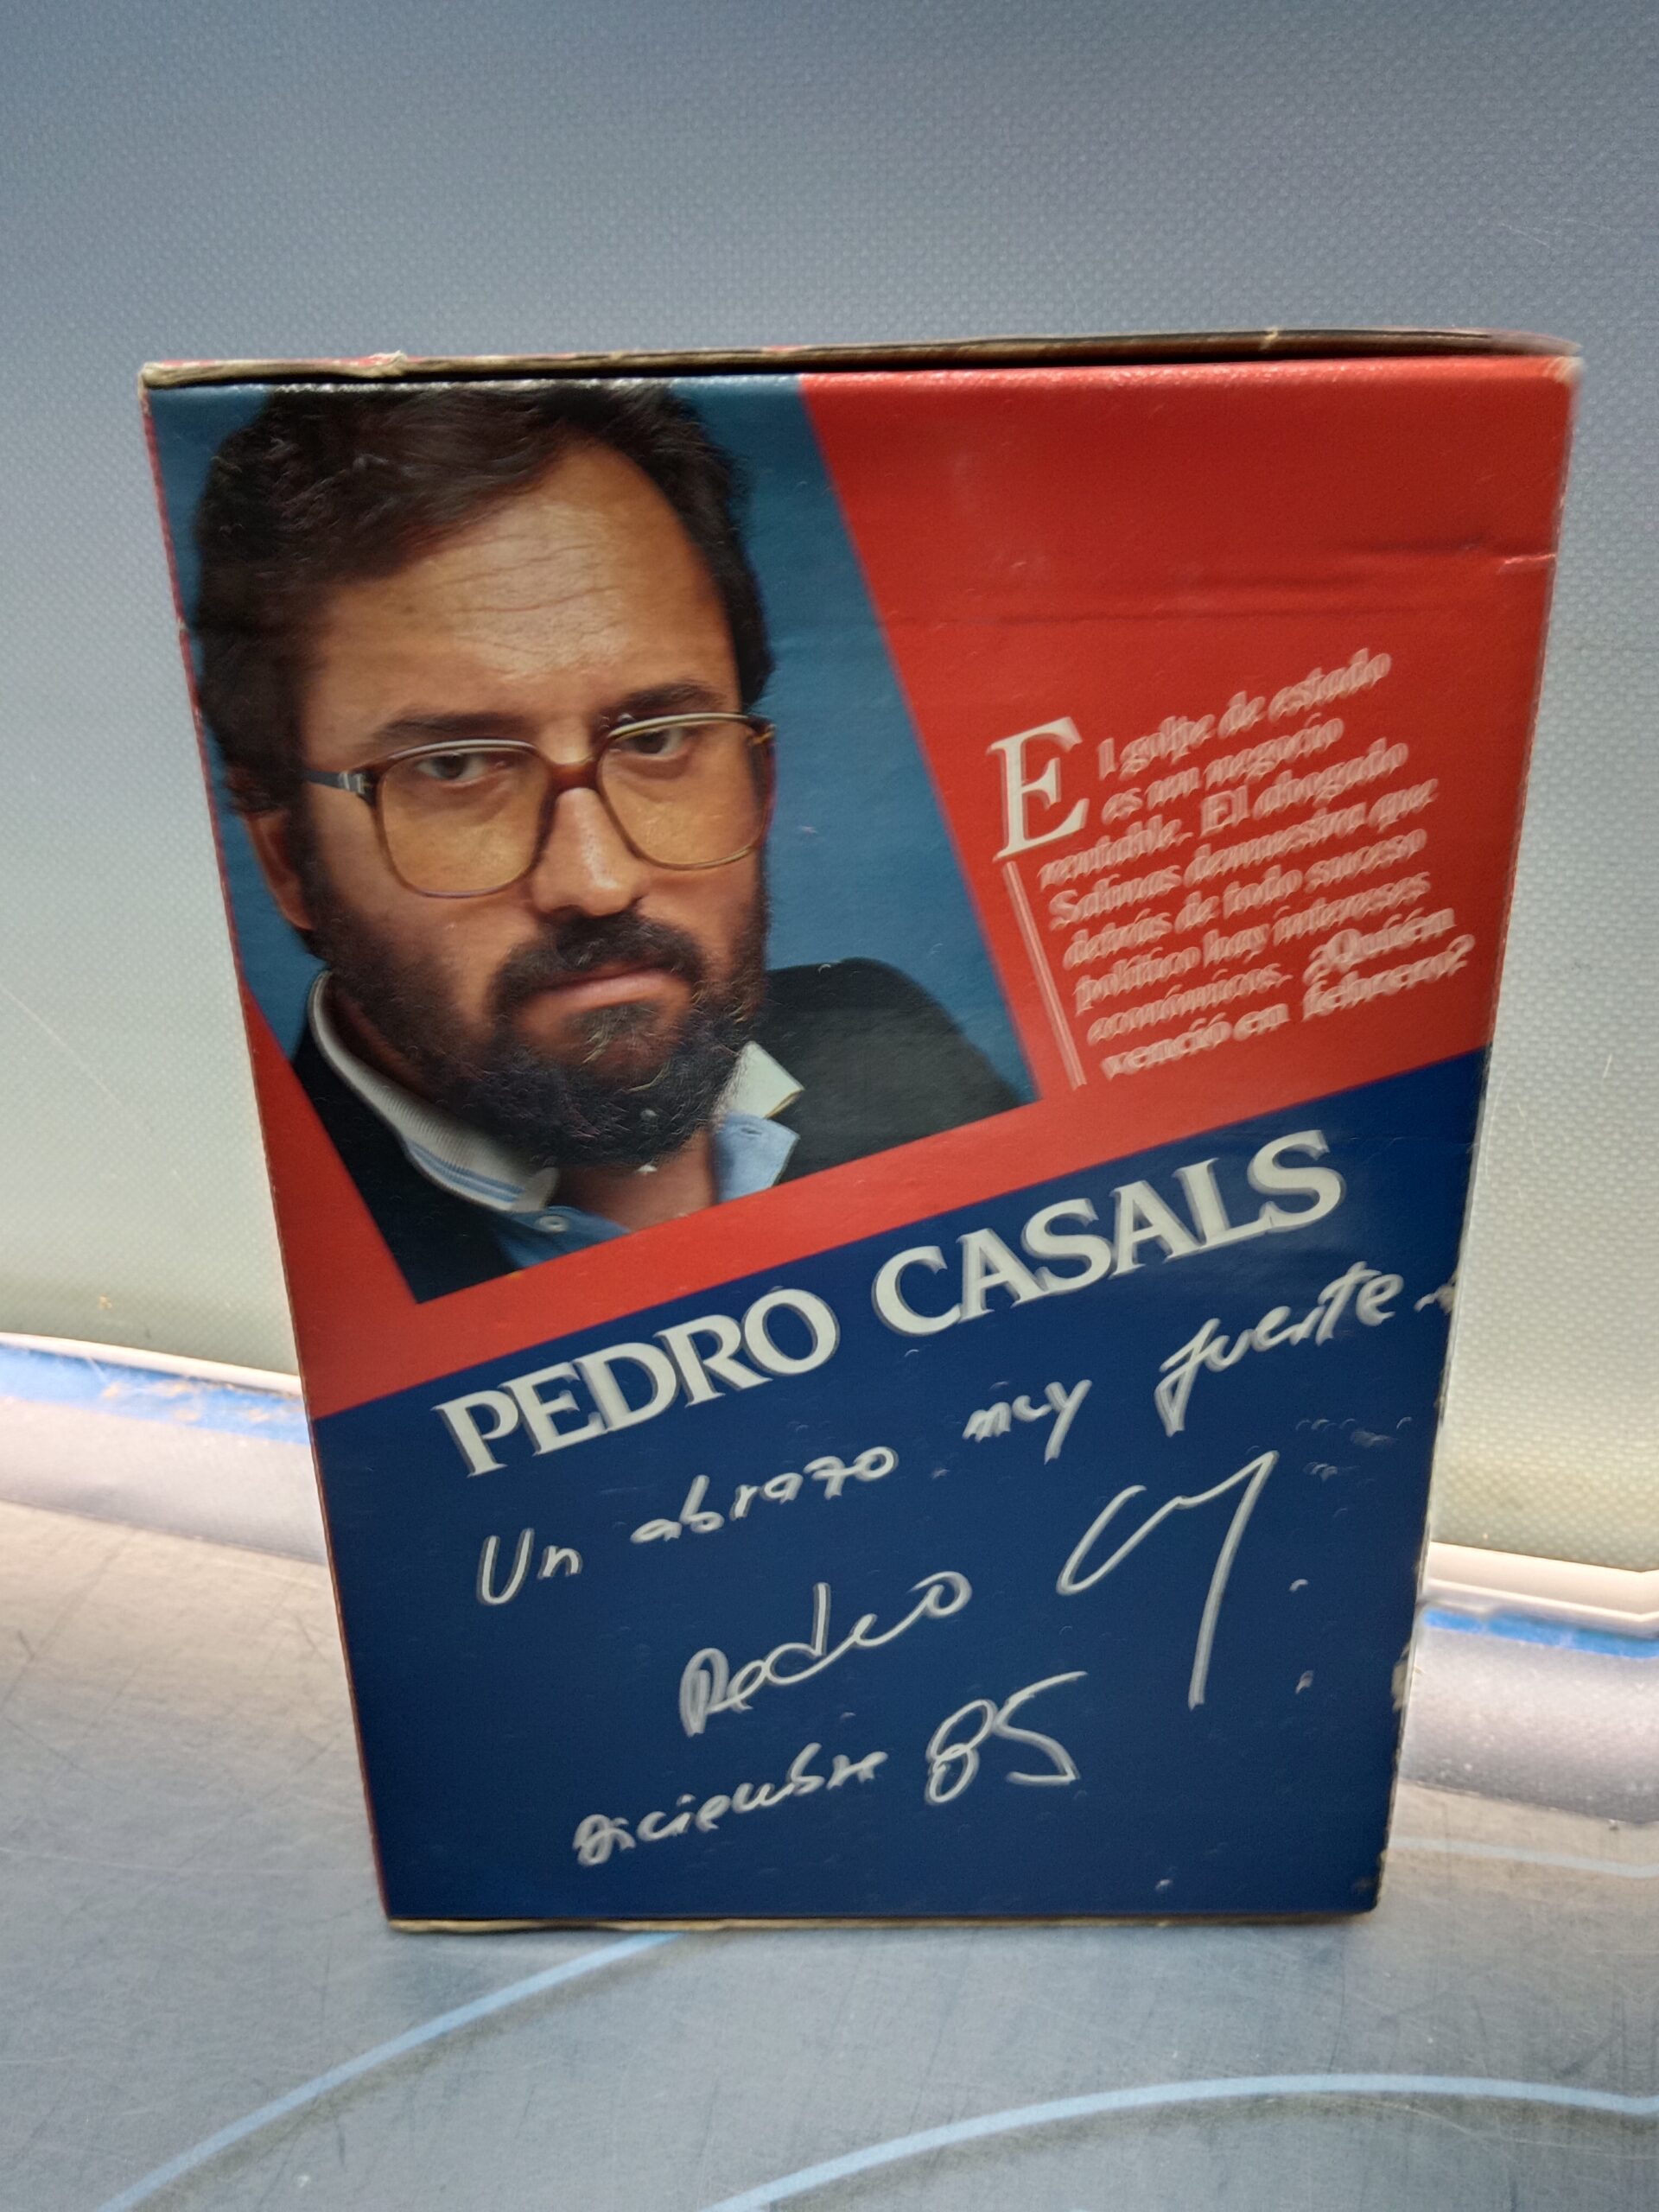 El golpe de estado
es un negocio
rentable. El abogado
Salinas demuestra que
detrás de todo suceso
político hay intereses
económicos. ¿Quién
venció en febrero?
PEDRO CASALS
Un abrazo muy fuerte
Pedro
diciembre 85